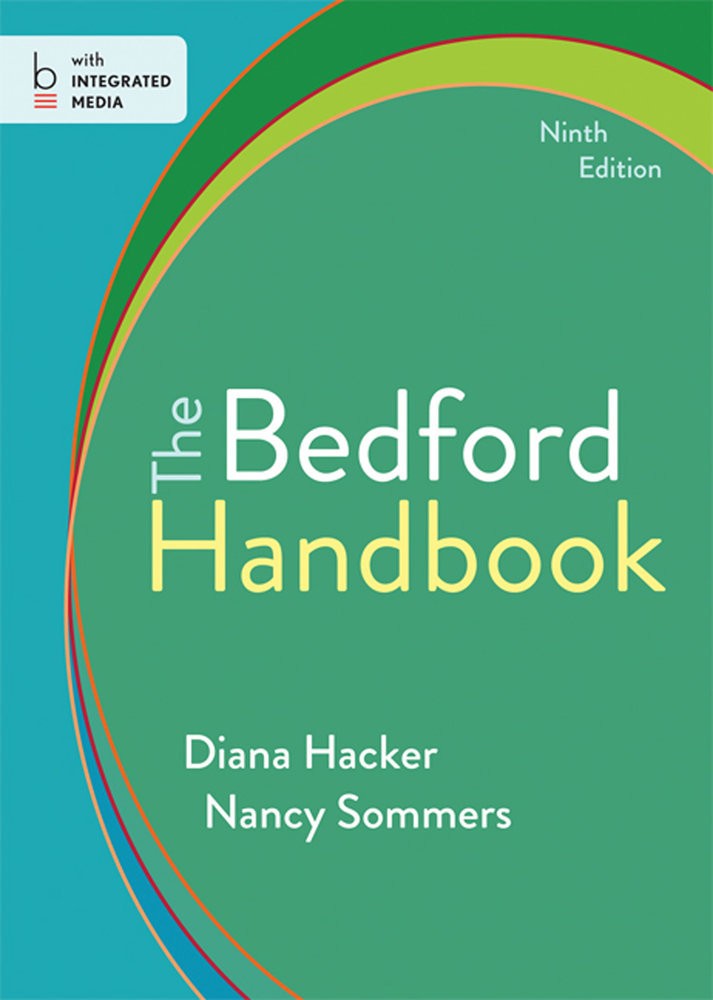 b
with
INTEGRATED
MEDIA
Ninth
Edition
The
Bedford
Handbook
Diana Hacker
Nancy Sommers